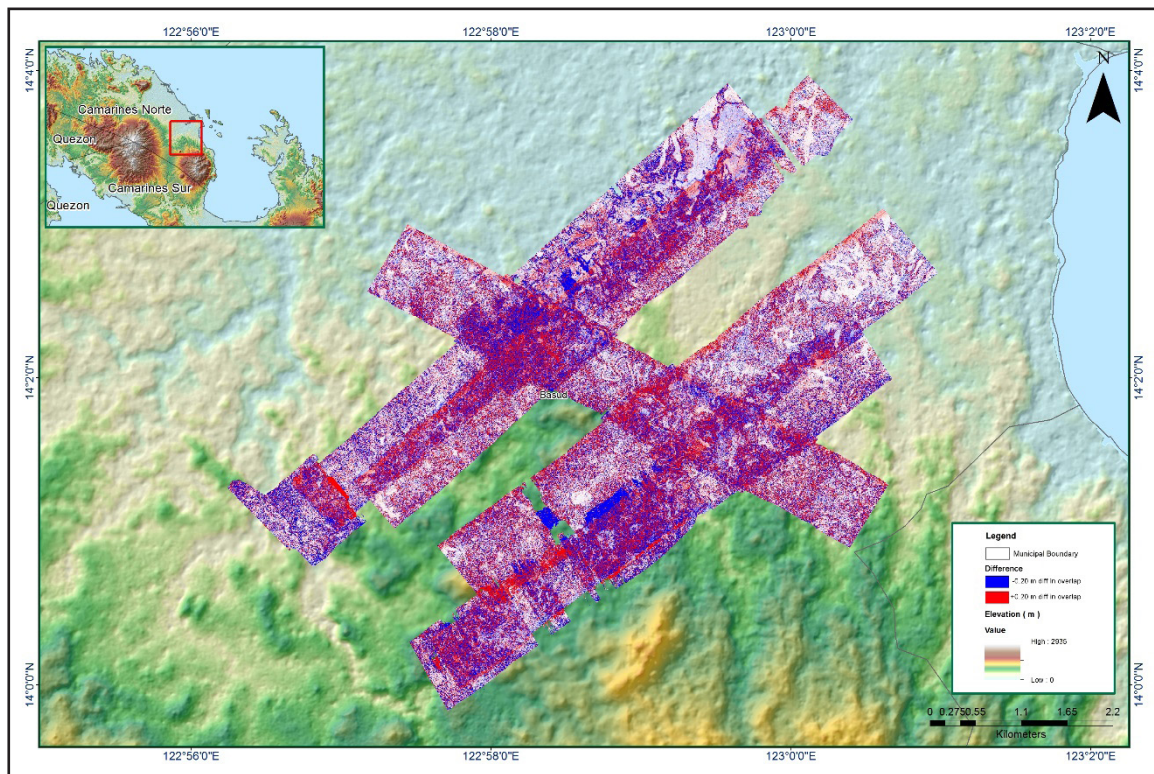 122°56'0"E
122°58'0"E
123°0'0"E
123°2'0"E
14°4'0"N
14°4'0"N
N
Camarines Norte
Quezon
Camarines Sur
Quezon
14°2'0"N
14°2'0"N
Basud
Legend
Municipal Boundary
Difference
-0.20 m diff in overlap
+0.20 m diff in overlap
Elevation ( m )
Value
Low : 0
14°0'0"N
14°0'0"N
0 0.275 0.55 1.1 1.65 2.2
Kilometers
122°56'0"E
122°58'0"E
123°0'0"E
123°2'0"E